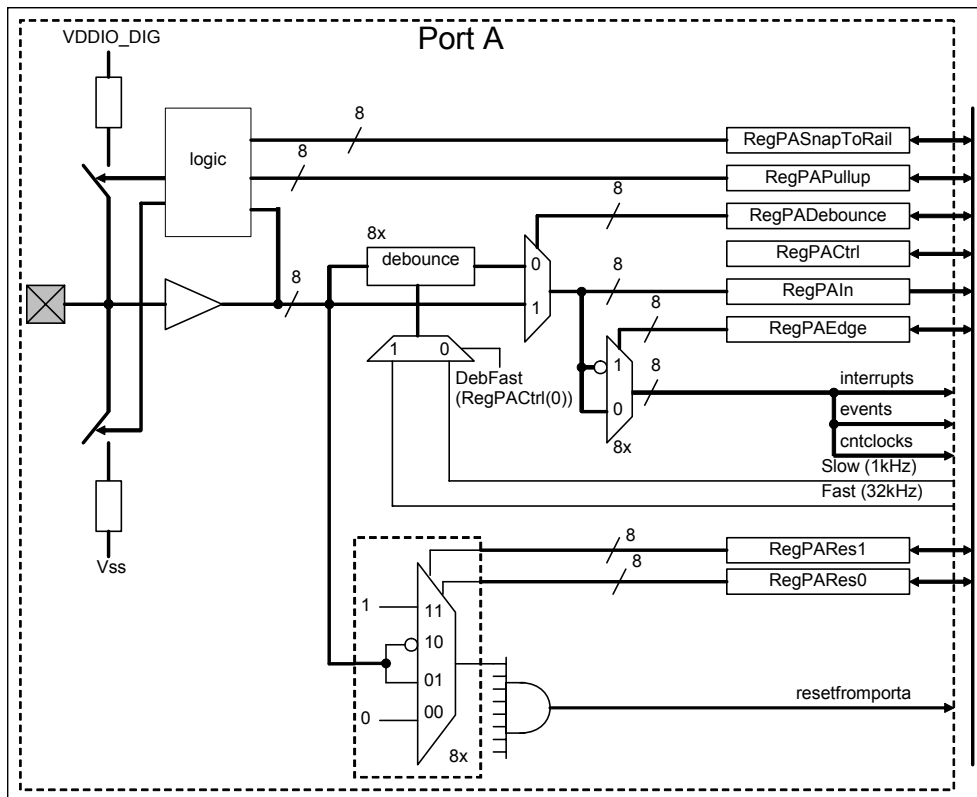 Port A
VDDIO_DIG
8
RegPASnapToRail
logic
8
RegPAPullup
8
RegPADebounce
8x
debounce
0
RegPACtrl
8
8
1
RegPAIn
8
RegPAEdge
1 0
1
8
DebFast
(RegPACtrl(0))
interrupts
0
events
8x
cntclocks
Slow (1kHz)
Fast (32kHz)
Vss
8
RegPARes1
8
RegPARes0
1
11
10
01
00
0
8x
resetfromporta